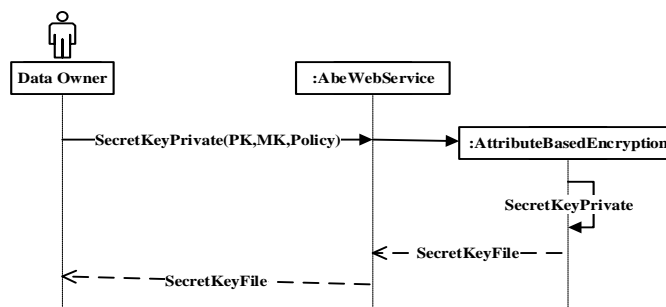 Data Owner
:AbeWebService
SecretKeyPrivate(PK,MK,Policy)
:AttributeBasedEncryption
SecretKeyPrivate
SecretKeyFile
SecretKeyFile